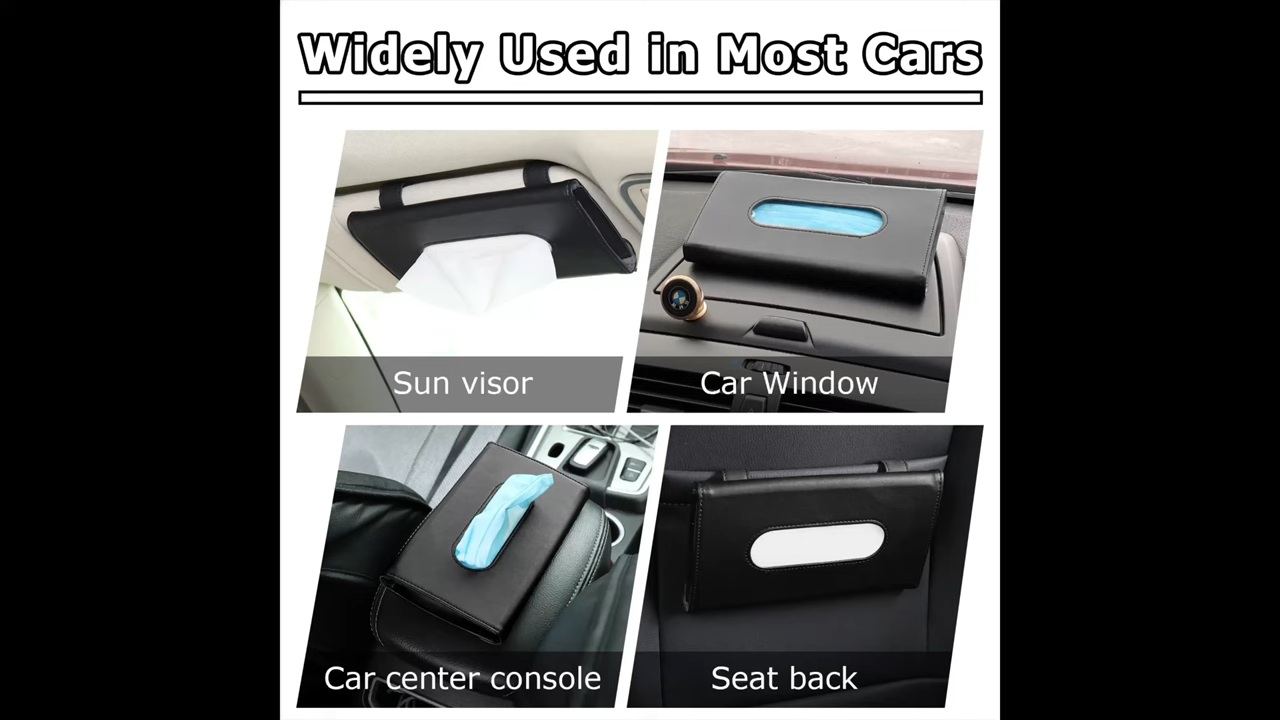 Widely Used in Most Cars
Sun visor
Car Window
Car center console
Seat back